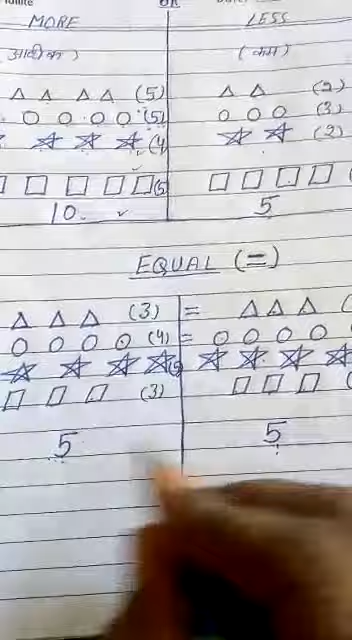 OR
MORE LESS
(कम)
(5) (2)
(5) (3)
(4 (2)
(5
10 5
EQUAL (=)
(3) =
(4) =
(5
(3)
5 5